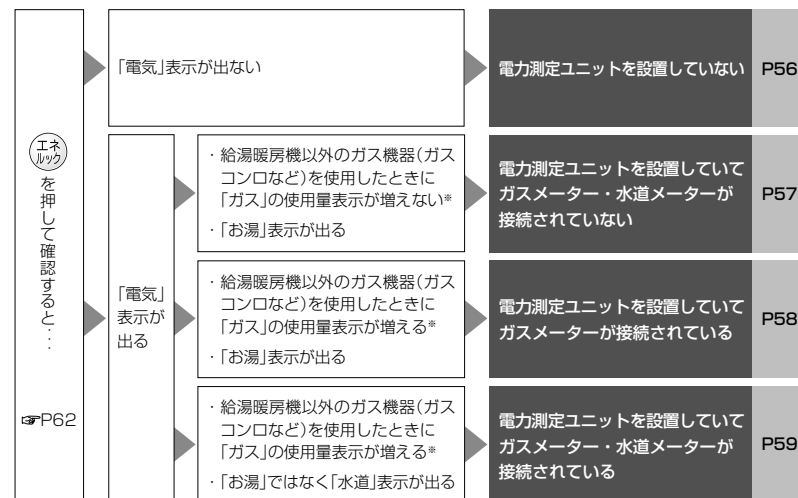 エネ
ルック
を押して確認すると・・・
☞P62
「電気」表示が出ない
電力測定ユニットを設置していない
P56
「電気」
表示が
出る
・給湯暖房機以外のガス機器(ガス
コンロなど)を使用したときに
「ガス」の使用量表示が増えない※
・「お湯」表示が出る
電力測定ユニットを設置していて
ガスメーター・水道メーターが
接続されていない
P57
・給湯暖房機以外のガス機器(ガス
コンロなど)を使用したときに
「ガス」の使用量表示が増える※
・「お湯」表示が出る
電力測定ユニットを設置していて
ガスメーターが接続されている
P58
・給湯暖房機以外のガス機器(ガス
コンロなど)を使用したときに
「ガス」の使用量表示が増える※
・「お湯」ではなく「水道」表示が出る
電力測定ユニットを設置していて
ガスメーター・水道メーターが
接続されている
P59